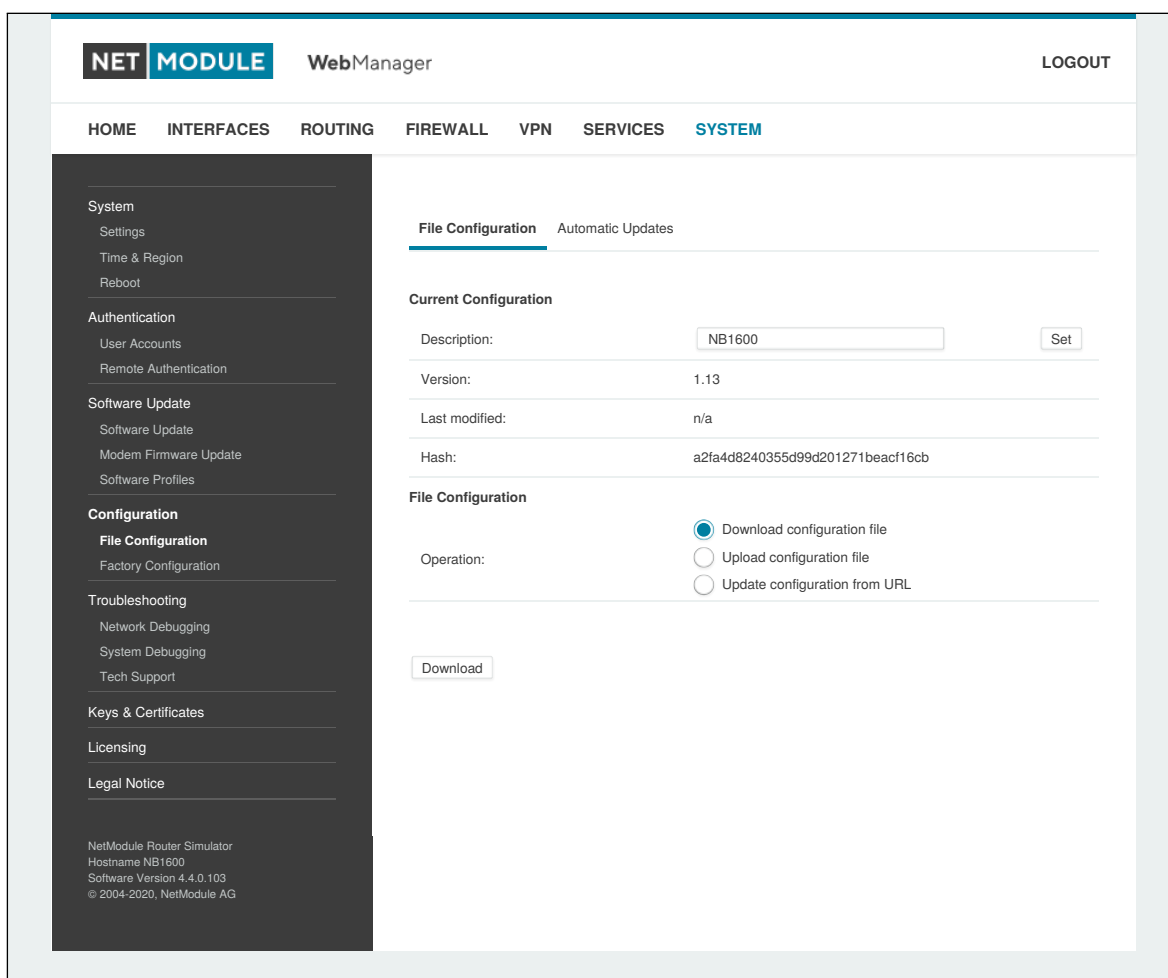 NET MODULE WebManager LOGOUT
HOME INTERFACES ROUTING FIREWALL VPN SERVICES SYSTEM
System
Settings
Time & Region
Reboot
Authentication
User Accounts
Remote Authentication
Software Update
Software Update
Modem Firmware Update
Software Profiles
Configuration
File Configuration
Factory Configuration
Troubleshooting
Network Debugging
System Debugging
Tech Support
Keys & Certificates
Licensing
Legal Notice
NetModule Router Simulator
Hostname NB1600
Software Version 4.4.0.103
© 2004-2020, NetModule AG
File Configuration Automatic Updates
Current Configuration
Description: NB1600 Set
Version: 1.13
Last modified: n/a
Hash: a2fa4d8240355d99d201271beacf16cb
File Configuration
Operation:
Download configuration file
Upload configuration file
Update configuration from URL
Download